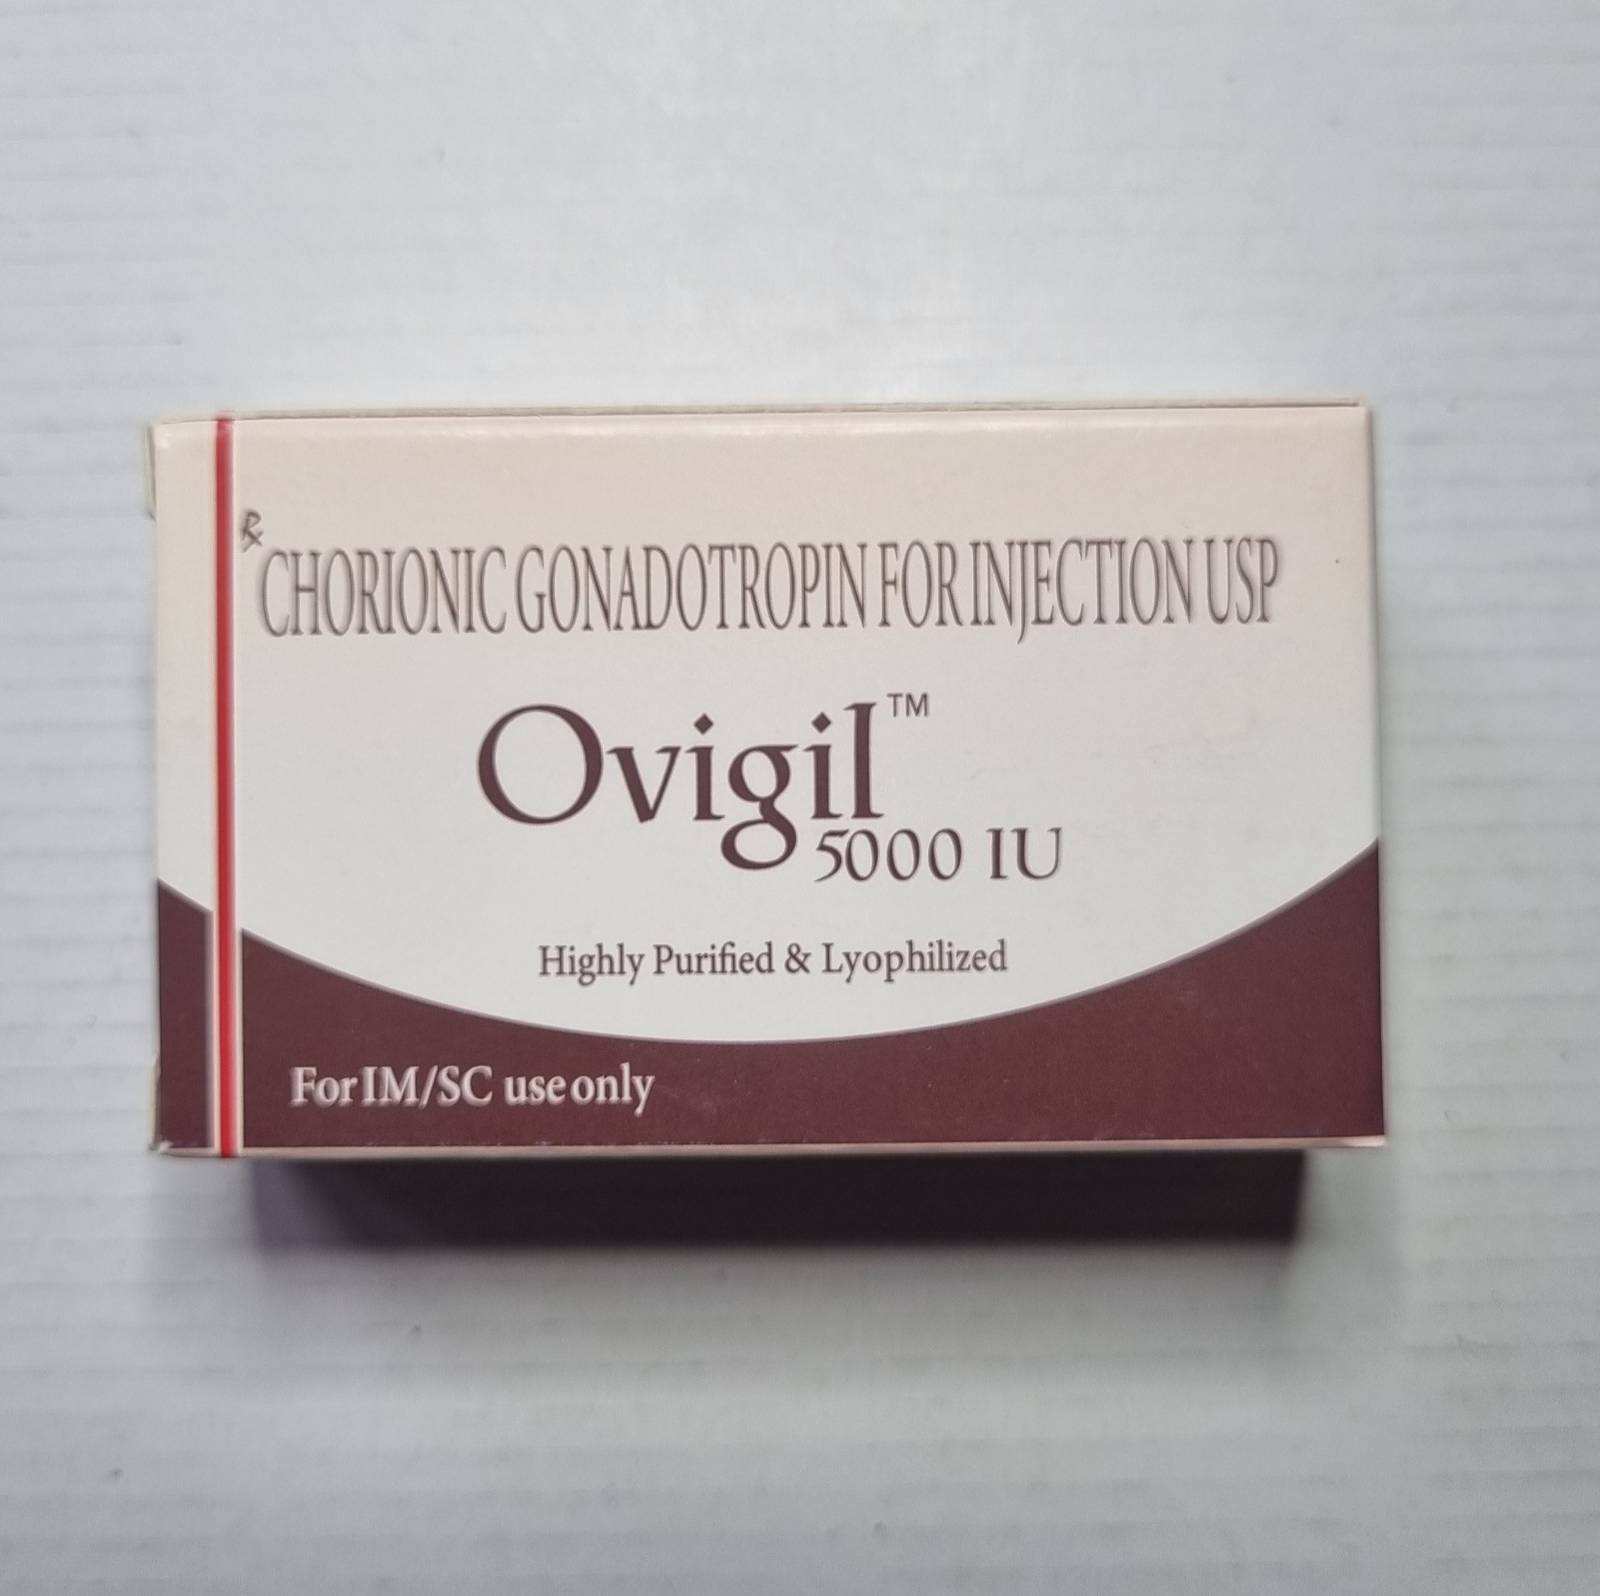 ℞
CHORIONIC GONADOTROPIN FOR INJECTION USP
Ovigil™
5000 IU
Highly Purified & Lyophilized
For IM/SC use only